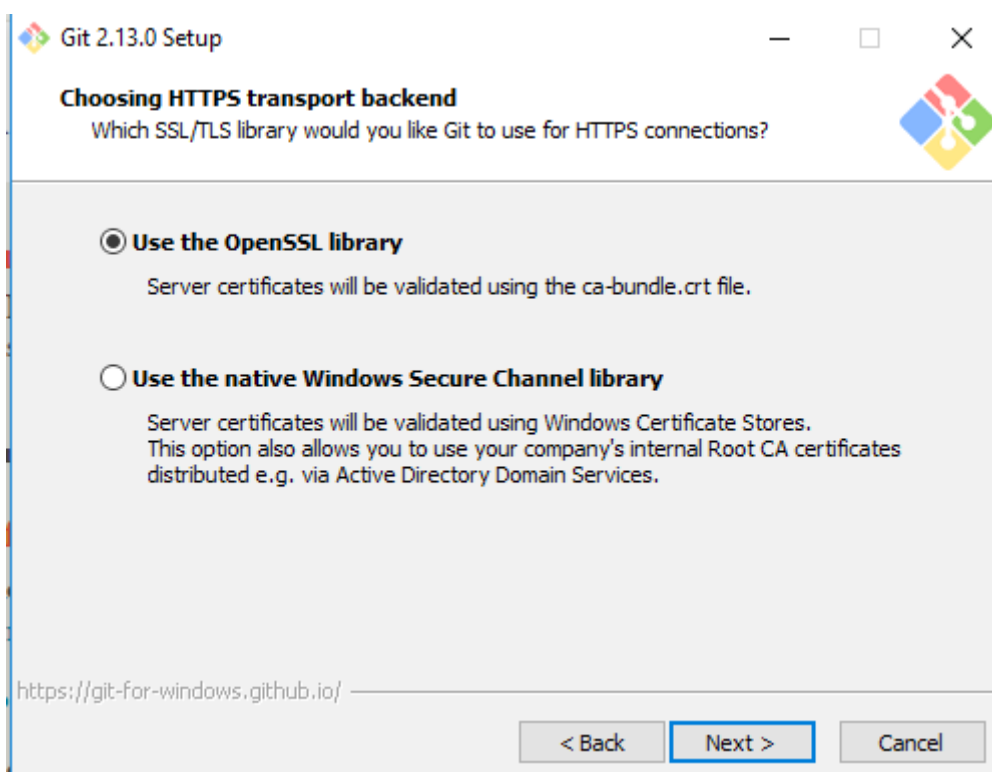 Git 2.13.0 Setup
Choosing HTTPS transport backend
Which SSL/TLS library would you like Git to use for HTTPS connections?
Use the OpenSSL library
Server certificates will be validated using the ca-bundle.crt file.
Use the native Windows Secure Channel library
Server certificates will be validated using Windows Certificate Stores.
This option also allows you to use your company's internal Root CA certificates
distributed e.g. via Active Directory Domain Services.
https://git-for-windows.github.io/
< Back Next > Cancel